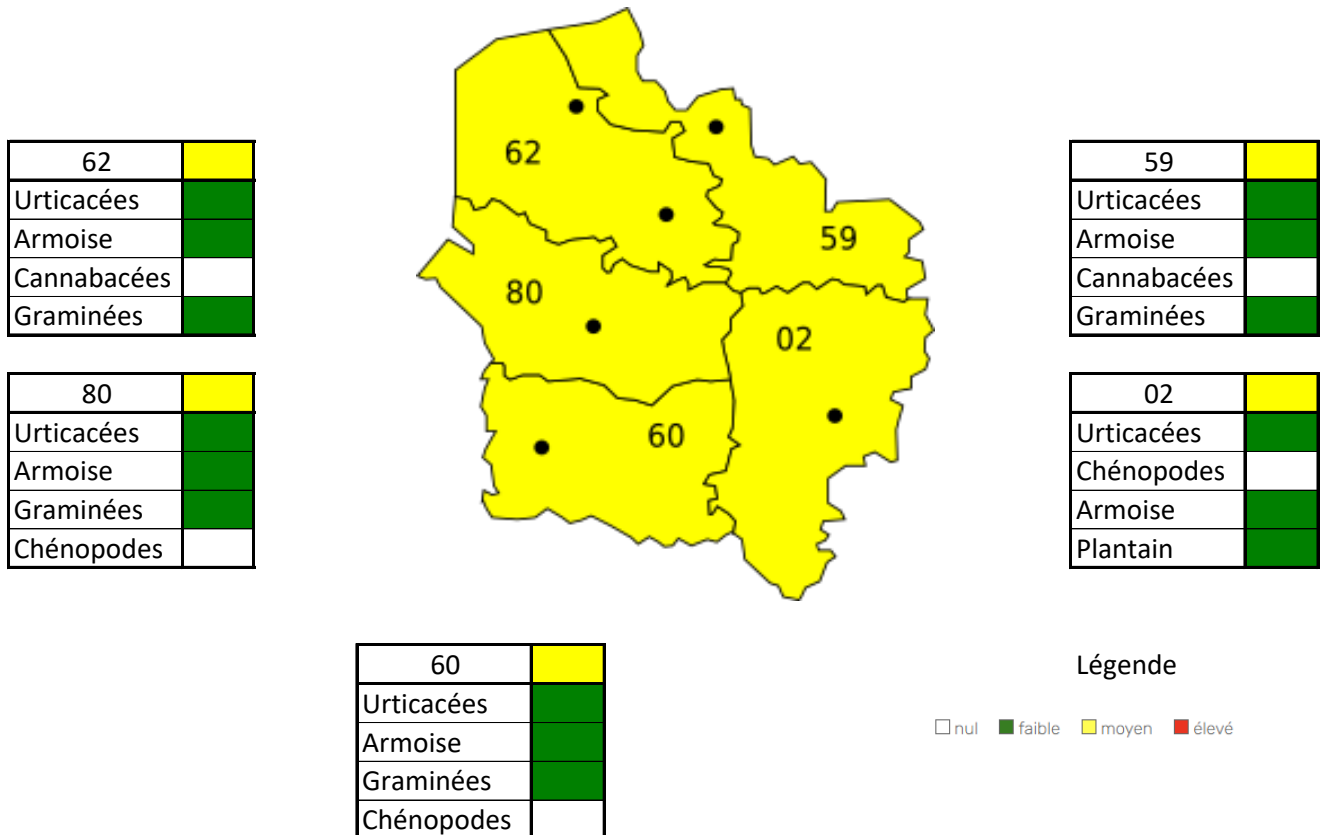 62
Urticacées
Armoise
Cannabacées
Graminées
80
Urticacées
Armoise
Graminées
Chénopodes
62
59
80
02
60
59
Urticacées
Armoise
Cannabacées
Graminées
02
Urticacées
Chénopodes
Armoise
Plantain
60
Urticacées
Armoise
Graminées
Chénopodes
Légende
nul faible moyen élevé